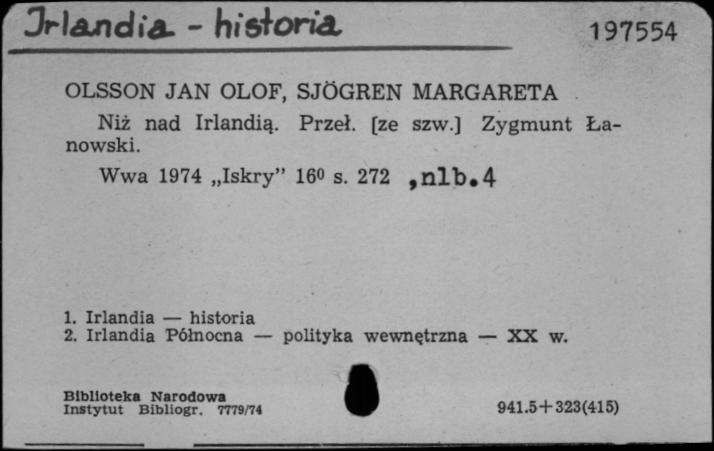 Irlandia - historia
197554
OLSSON JAN OLOF, SJÖGREN MARGARETA
Niż nad Irlandią. Przeł. [ze szw.] Zygmunt Ła-
nowski.
Wwa 1974 „Iskry” 16⁰ s. 272 ,nlb.4
1. Irlandia — historia
2. Irlandia Północna — polityka wewnętrzna — XX w.
Biblioteka Narodowa
Instytut Bibliogr. 7779/74
941.5+323(415)